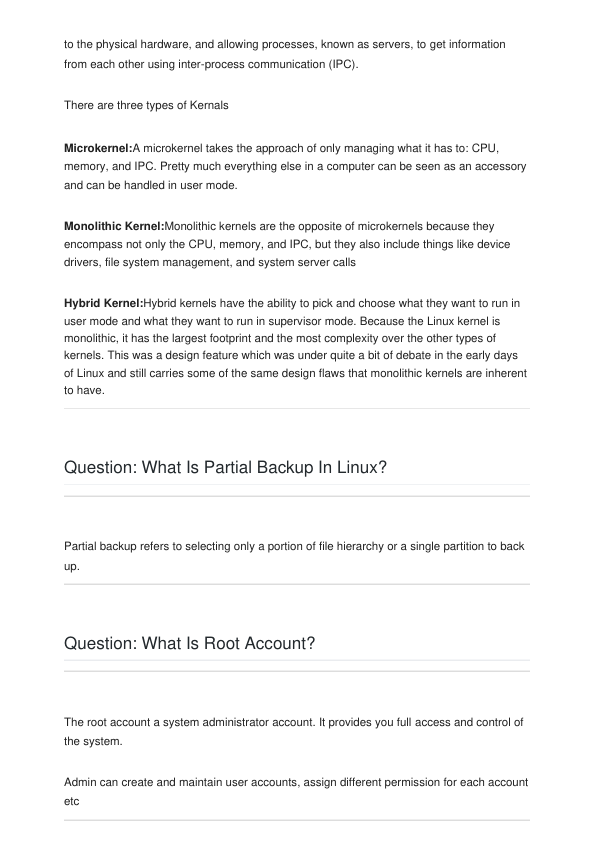 to the physical hardware, and allowing processes, known as servers, to get information
from each other using inter-process communication (IPC).
There are three types of Kernals
Microkernel:A microkernel takes the approach of only managing what it has to: CPU,
memory, and IPC. Pretty much everything else in a computer can be seen as an accessory
and can be handled in user mode.
Monolithic Kernel:Monolithic kernels are the opposite of microkernels because they
encompass not only the CPU, memory, and IPC, but they also include things like device
drivers, file system management, and system server calls
Hybrid Kernel:Hybrid kernels have the ability to pick and choose what they want to run in
user mode and what they want to run in supervisor mode. Because the Linux kernel is
monolithic, it has the largest footprint and the most complexity over the other types of
kernels. This was a design feature which was under quite a bit of debate in the early days
of Linux and still carries some of the same design flaws that monolithic kernels are inherent
to have.
Question: What Is Partial Backup In Linux?
Partial backup refers to selecting only a portion of file hierarchy or a single partition to back
up.
Question: What Is Root Account?
The root account a system administrator account. It provides you full access and control of
the system.
Admin can create and maintain user accounts, assign different permission for each account
etc